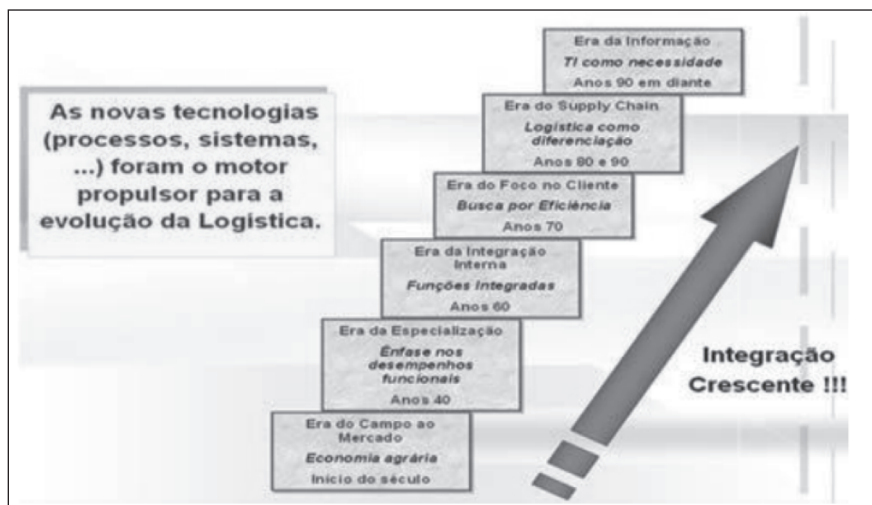 As novas tecnologias
(processos, sistemas,
...) foram o motor
propulsor para a
evolução da Logistica.
Era da Informação
TI como necessidade
Anos 90 em diante
Era do Supply Chain
Logística como
diferenciação
Anos 80 e 90
Era do Foco no Cliente
Busca por Eficiência
Anos 70
Era da Integração
Interna
Funções Integradas
Anos 60
Era da Especialização
Ênfase nos
desempenhos
funcionais
Anos 40
Era do Campo ao
Mercado
Economia agrária
Início do século
Integração
Crescente !!!